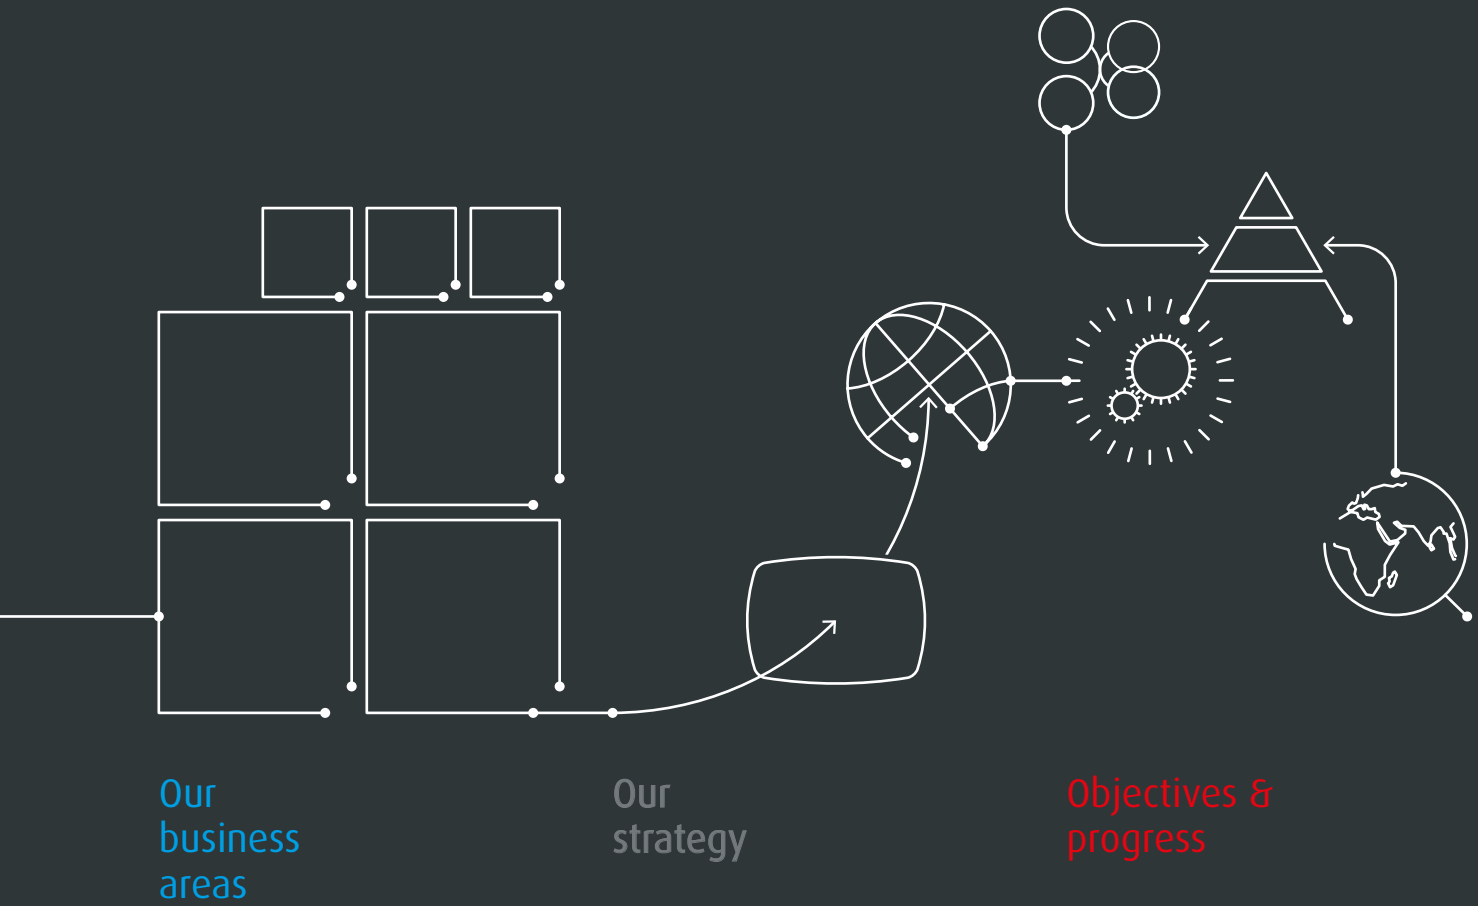 Our
business
areas
Our
strategy
Objectives &
progress